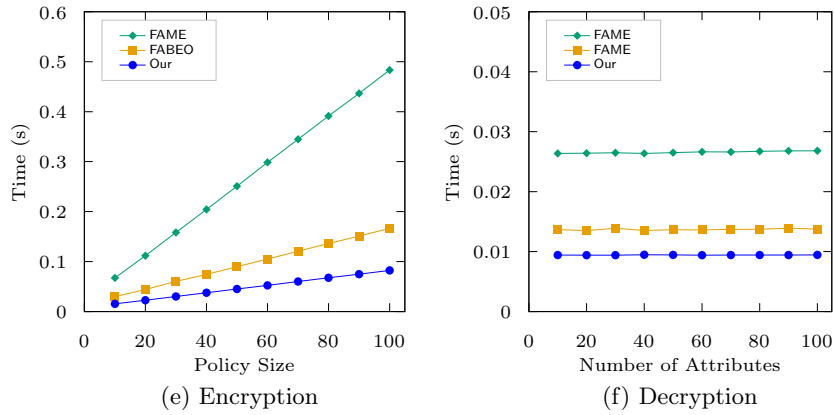 0.6
0.5
0.4
0.3
0.2
0.1
0
Time (s)
FAME
FABEO
Our
0 20 40 60 80 100
Policy Size
(e) Encryption
0.05
0.04
0.03
0.02
0.01
0
Time (s)
FAME
FAME
Our
0 20 40 60 80 100
Number of Attributes
(f) Decryption